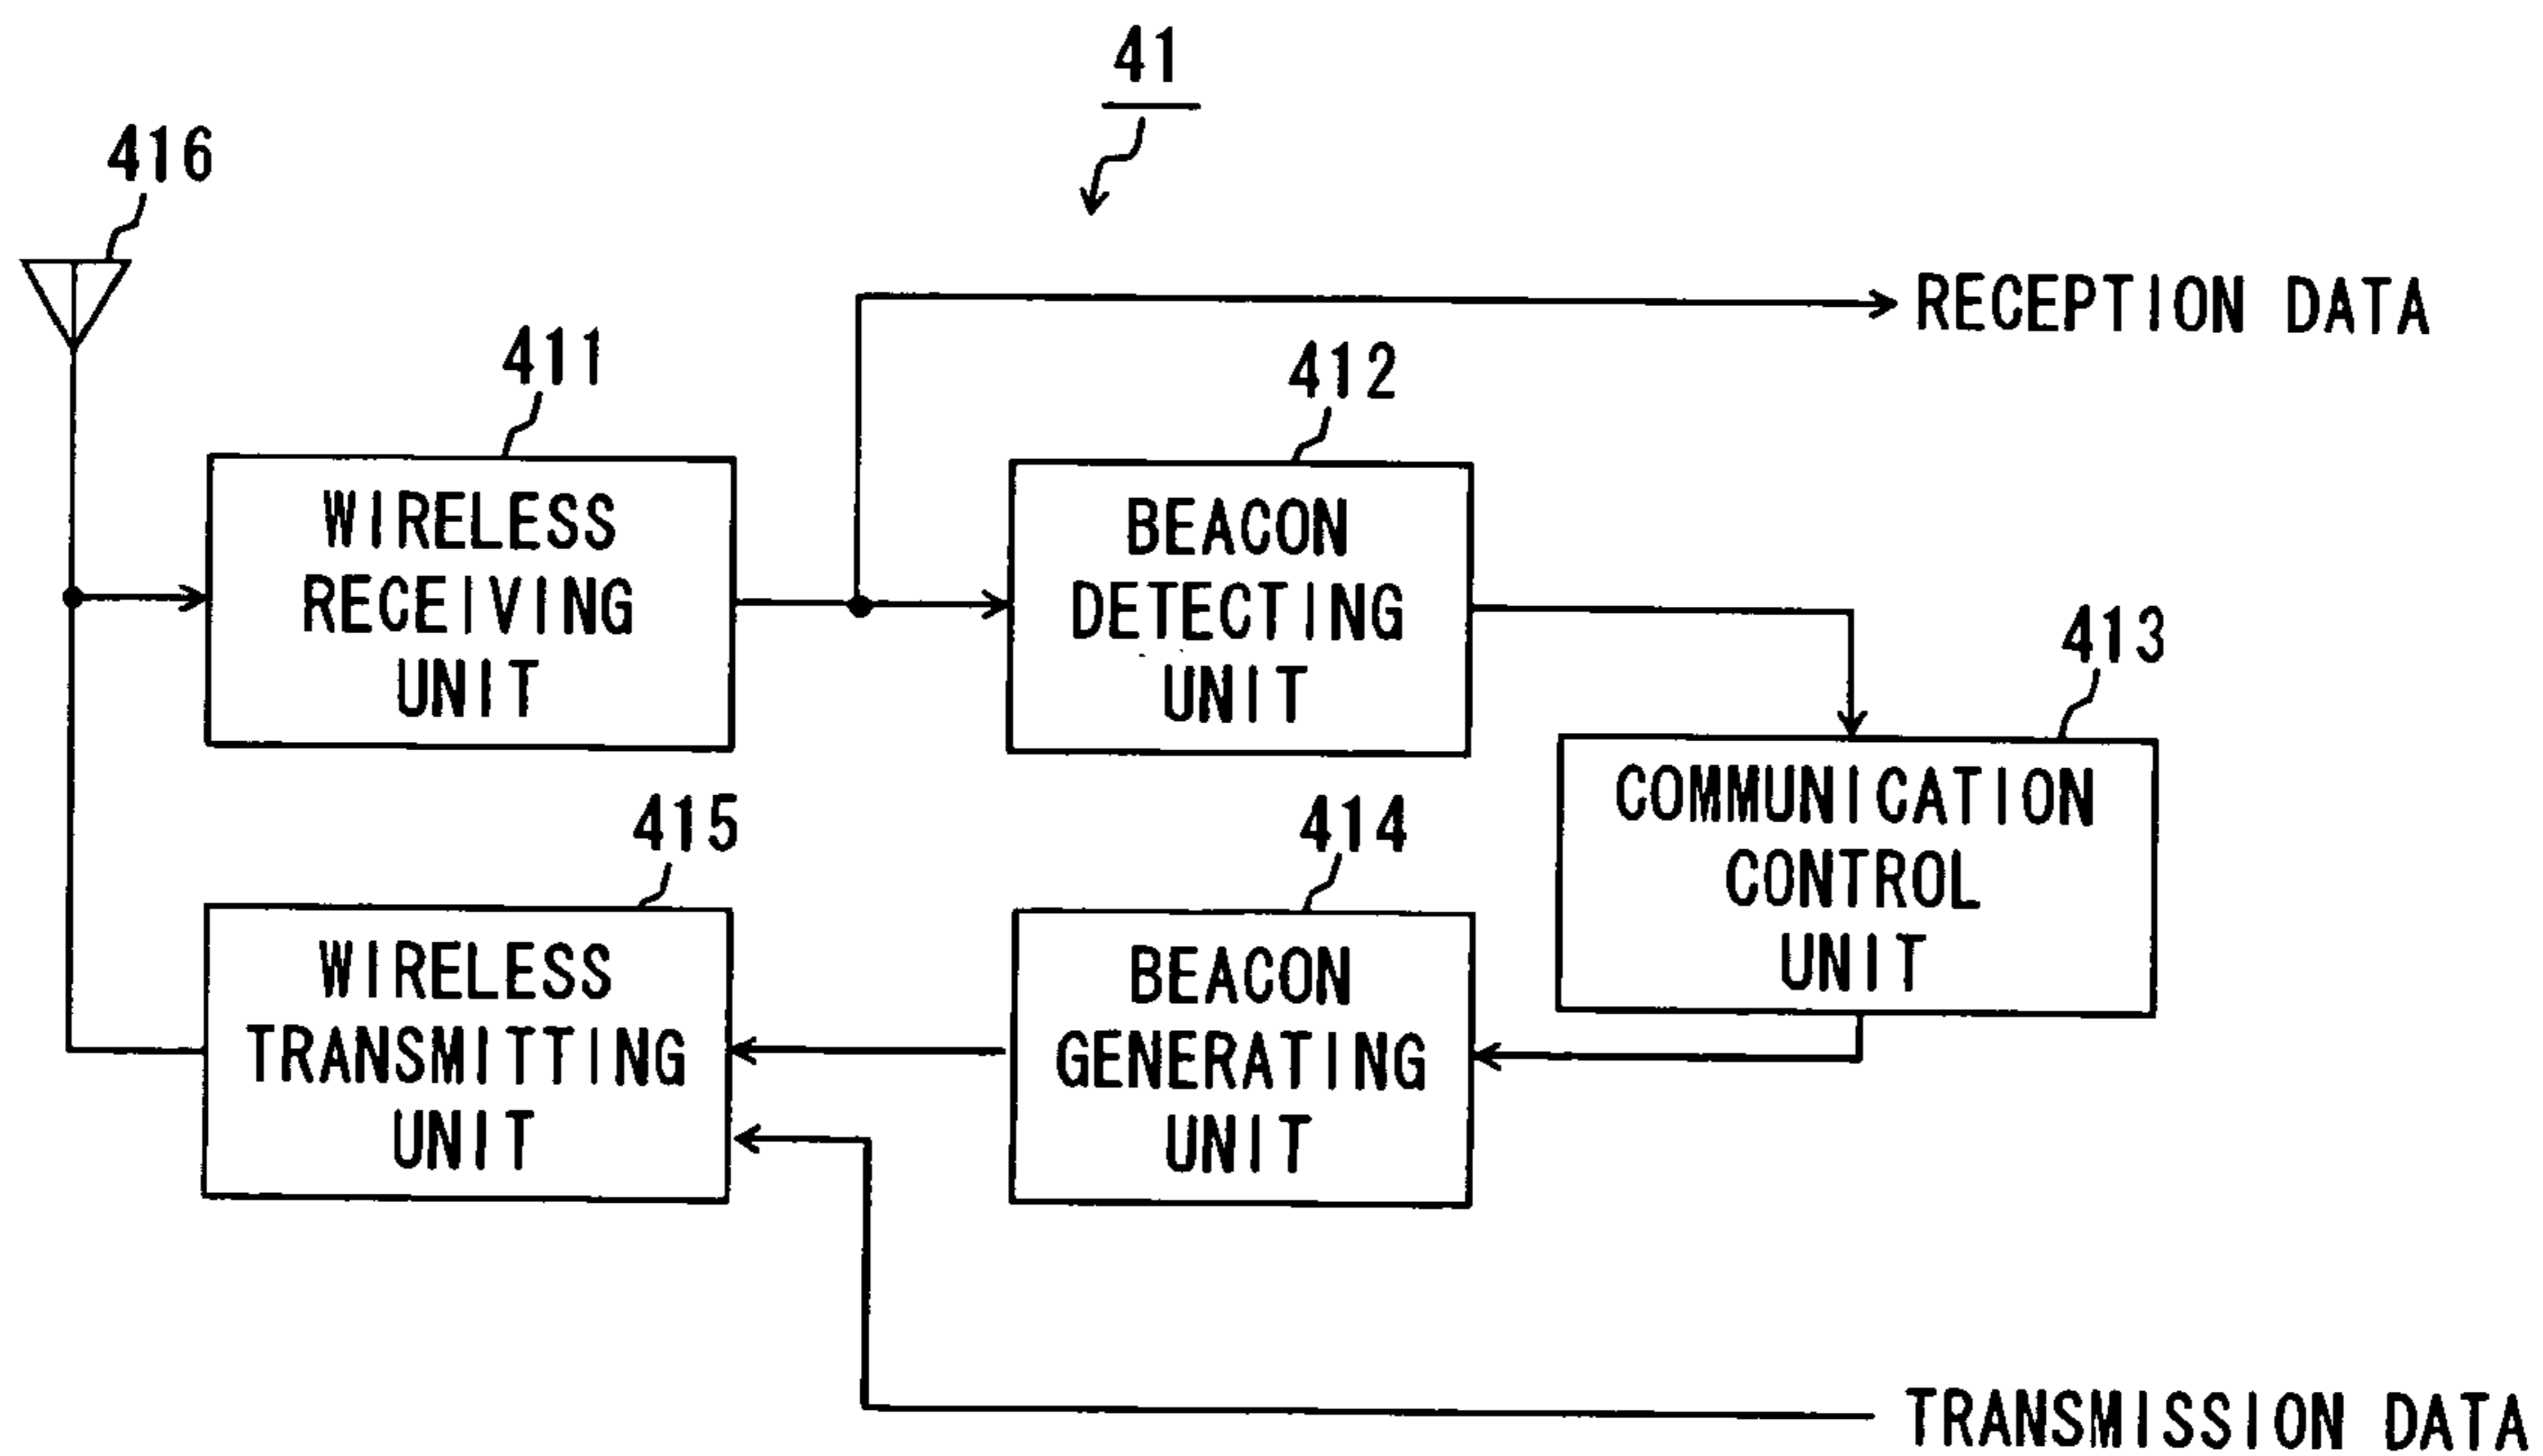 41
416
RECEPTION DATA
411
412
WIRELESS
RECEIVING
UNIT
BEACON
DETECTING
UNIT
413
COMMUNICATION
CONTROL
UNIT
415
414
WIRELESS
TRANSMITTING
UNIT
BEACON
GENERATING
UNIT
TRANSMISSION DATA